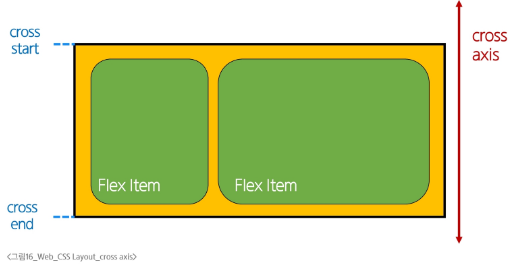 cross
start
cross
axis
Flex Item
Flex Item
cross
end
<그림16_Web_CSS Layout_cross axis>